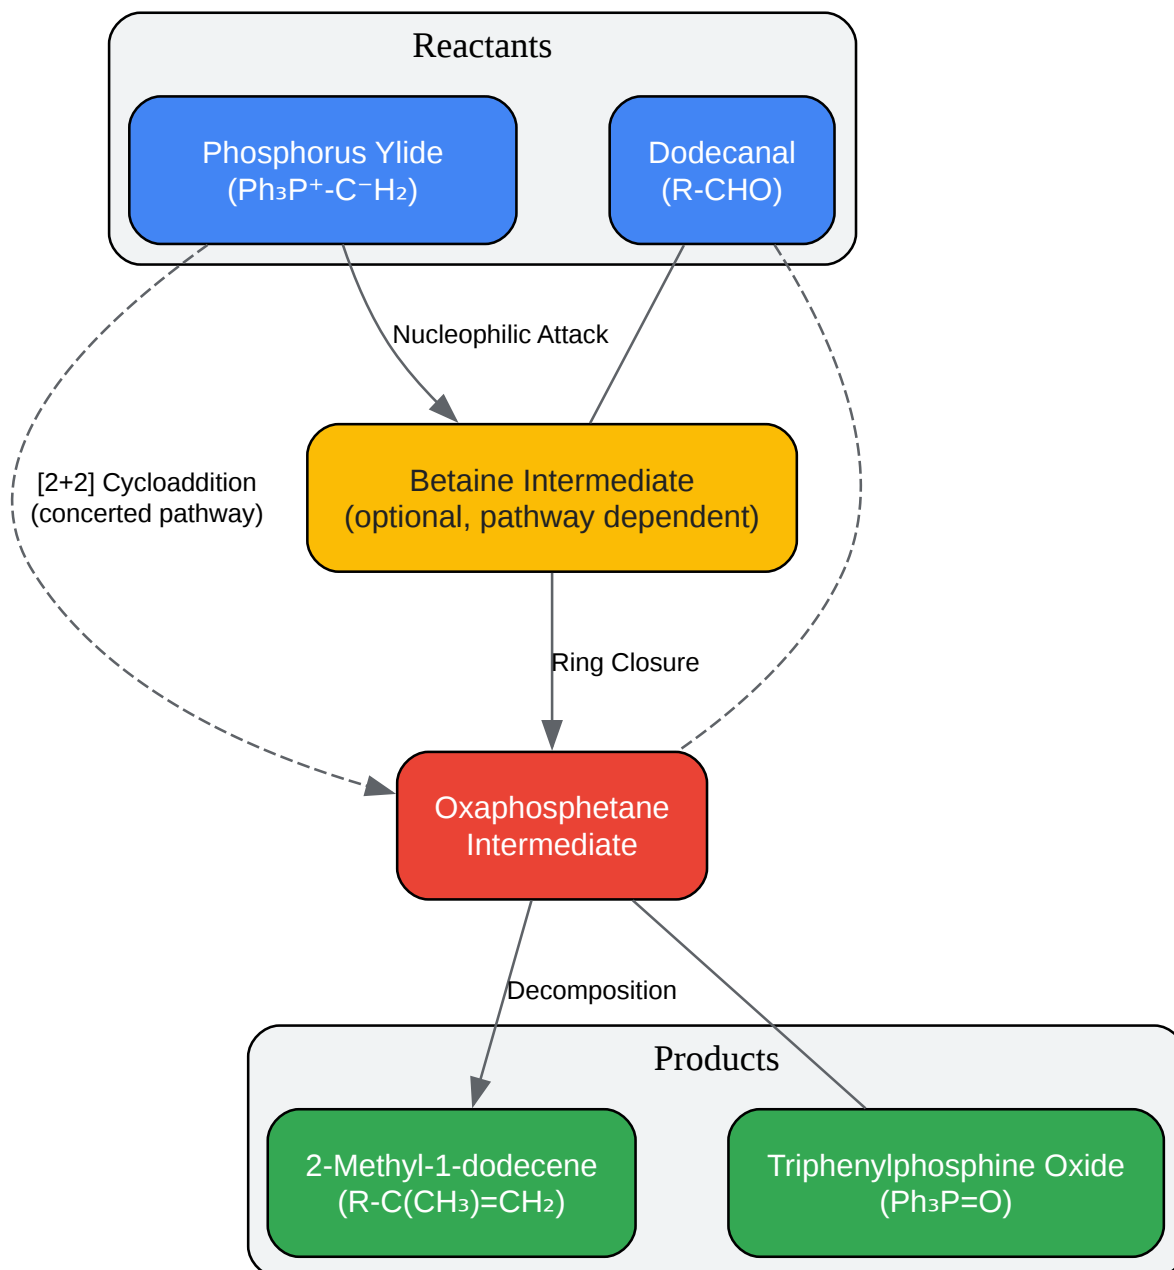 Reactants
Phosphorus Ylide
(Ph₃P⁺-C⁻H₂)
Dodecanal
(R-CHO)
Nucleophilic Attack
[2+2] Cycloaddition
(concerted pathway)
Betaine Intermediate
(optional, pathway dependent)
Ring Closure
Oxaphosphetane
Intermediate
Decomposition
Products
2-Methyl-1-dodecene
(R-C(CH₃)=CH₂)
Triphenylphosphine Oxide
(Ph₃P=O)